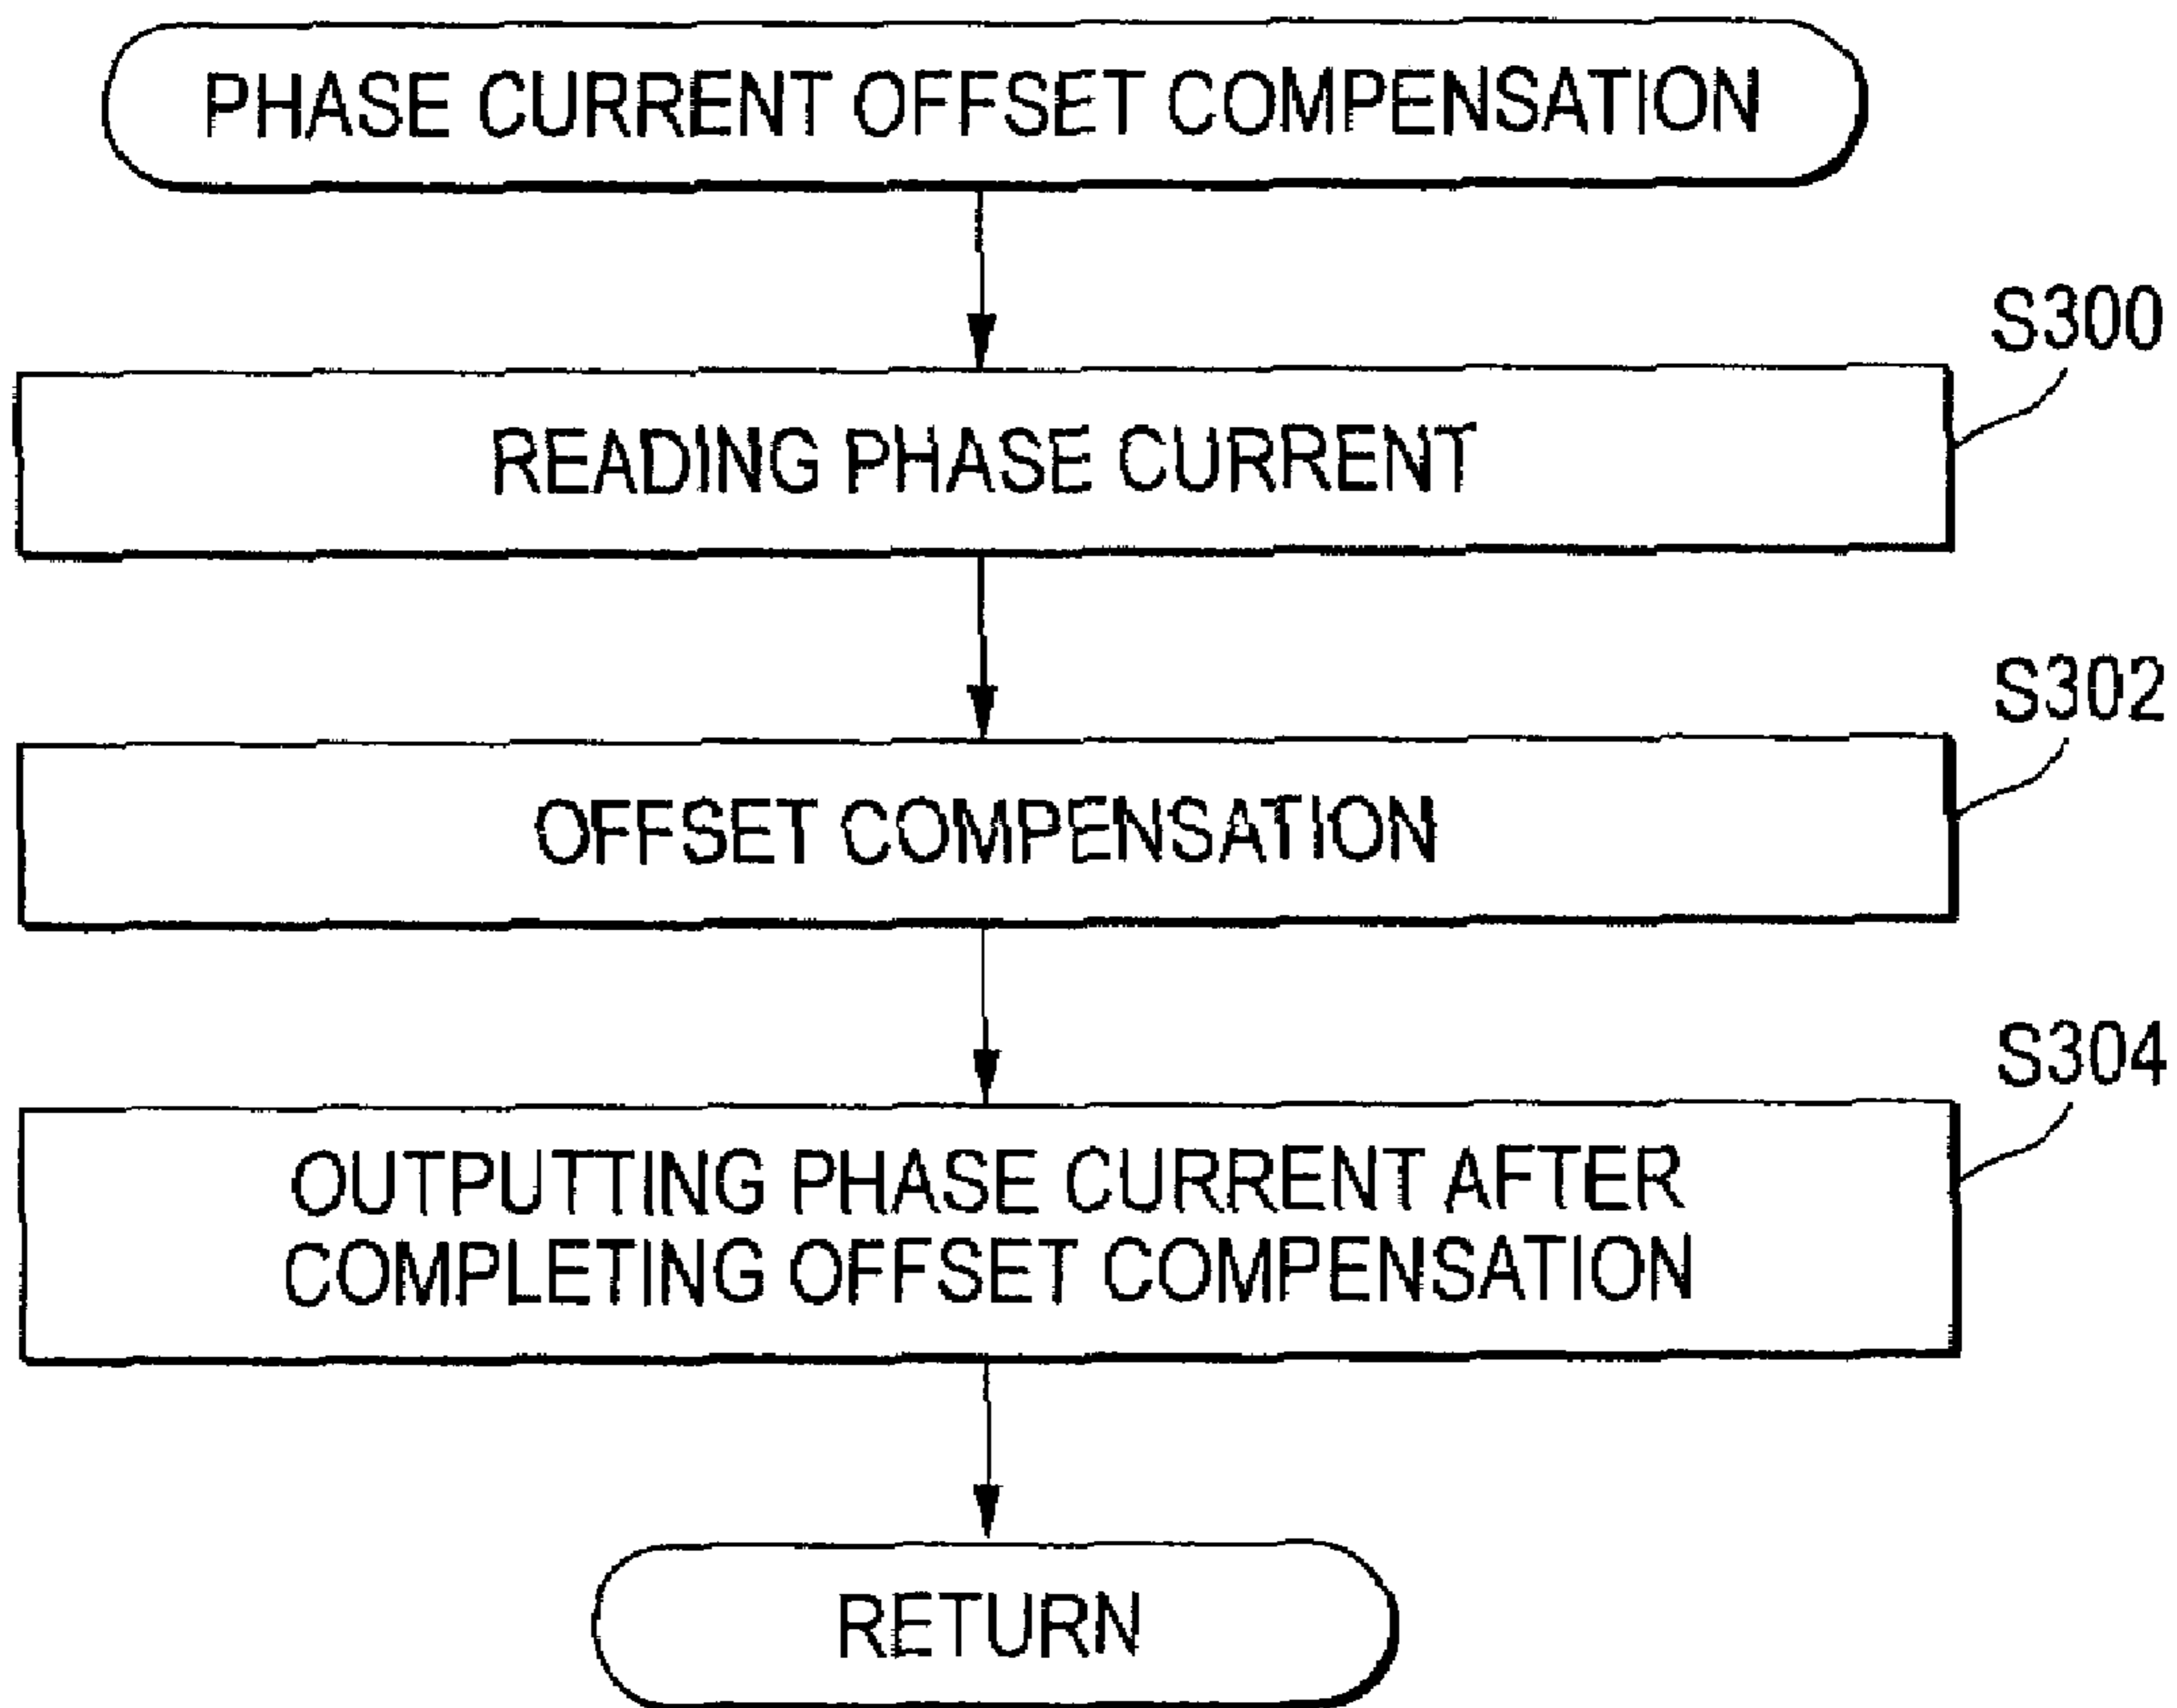 PHASE CURRENT OFFSET COMPENSATION
S300
READING PHASE CURRENT
S302
OFFSET COMPENSATION
S304
OUTPUTTING PHASE CURRENT AFTER
COMPLETING OFFSET COMPENSATION
RETURN